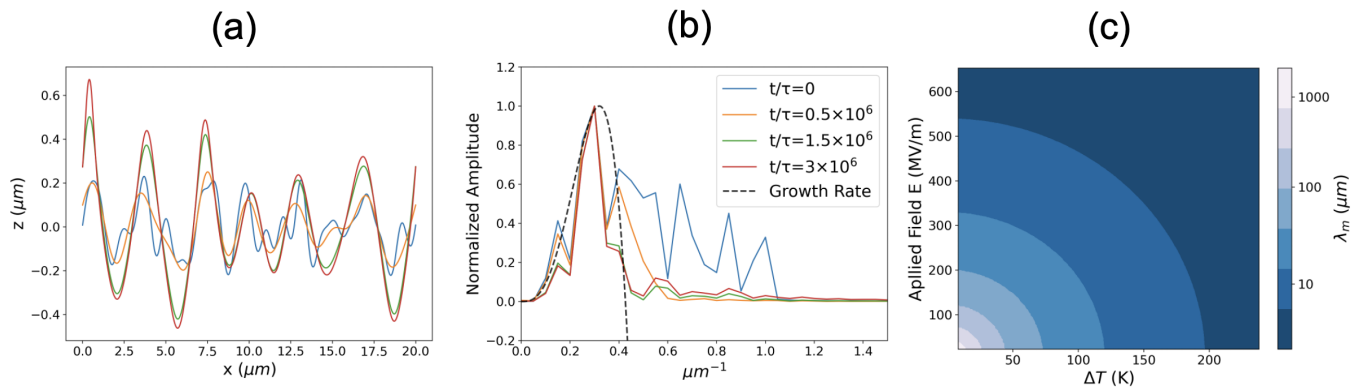 (a)
(b)
(c)
0.6
0.4
0.2
0.0
−0.2
−0.4
z (μm)
0.0 2.5 5.0 7.5 10.0 12.5 15.0 17.5 20.0
x (μm)
1.2
1.0
0.8
0.6
0.4
0.2
0.0
−0.2
Normalized Amplitude
t/τ=0
t/τ=0.5×10⁶
t/τ=1.5×10⁶
t/τ=3×10⁶
Growth Rate
0.0 0.2 0.4 0.6 0.8 1.0 1.2 1.4
μm⁻¹
600
500
400
300
200
100
Apllied Field E (MV/m)
50 100 150 200
ΔT (K)
1000
100
10
λₘ (μm)